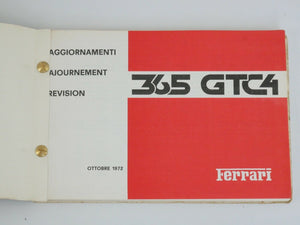 AGGIORNAMENTI
AJOURNEMENT
REVISION
365 GTC4
OTTOBRE 1972
Ferrari